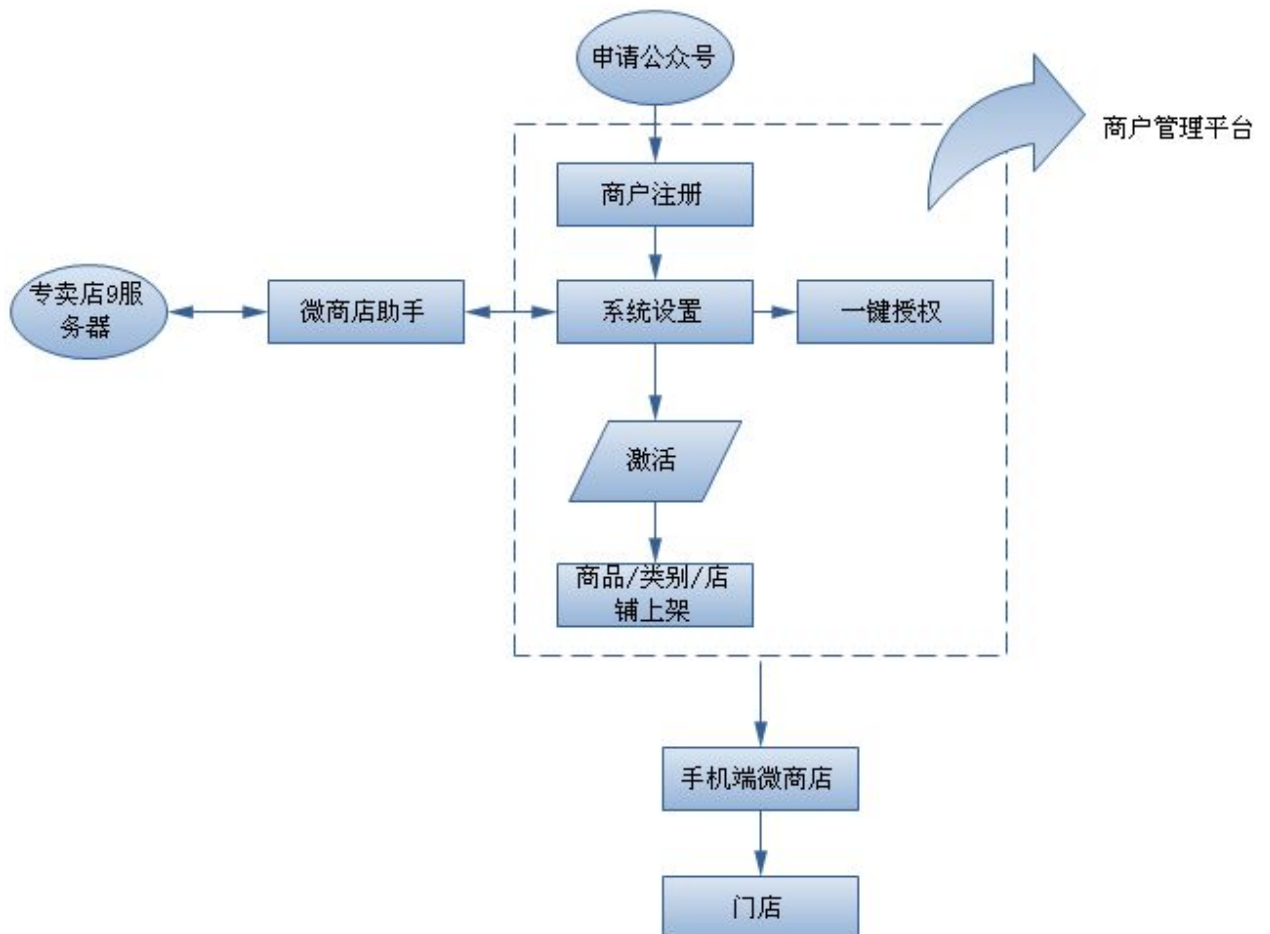 申请公众号
商户管理平台
商户注册
专卖店9服
务器
微商店助手
系统设置
一键授权
激活
商品/类别/店
铺上架
手机端微商店
门店